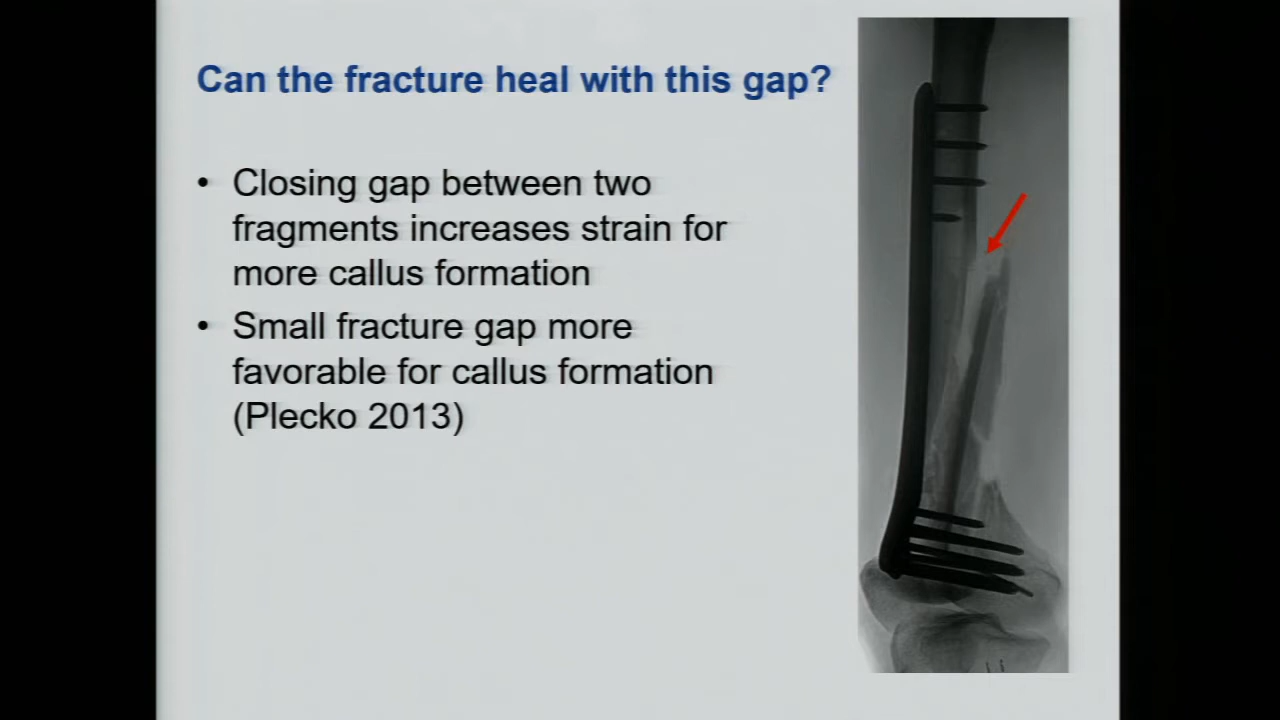 Can the fracture heal with this gap?
• Closing gap between two
fragments increases strain for
more callus formation
• Small fracture gap more
favorable for callus formation
(Plecko 2013)